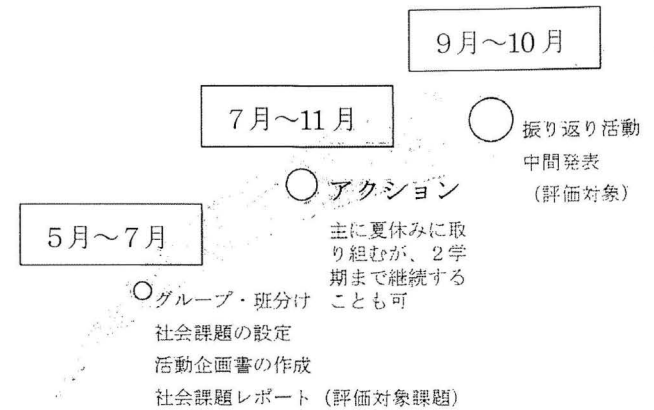 9月～10月
振り返り活動
中間発表
（評価対象）
7月～11月
アクション
主に夏休みに取
り組むが、2学
期まで継続する
ことも可
5月～7月
グループ・班分け
社会課題の設定
活動企画書の作成
社会課題レポート（評価対象課題）